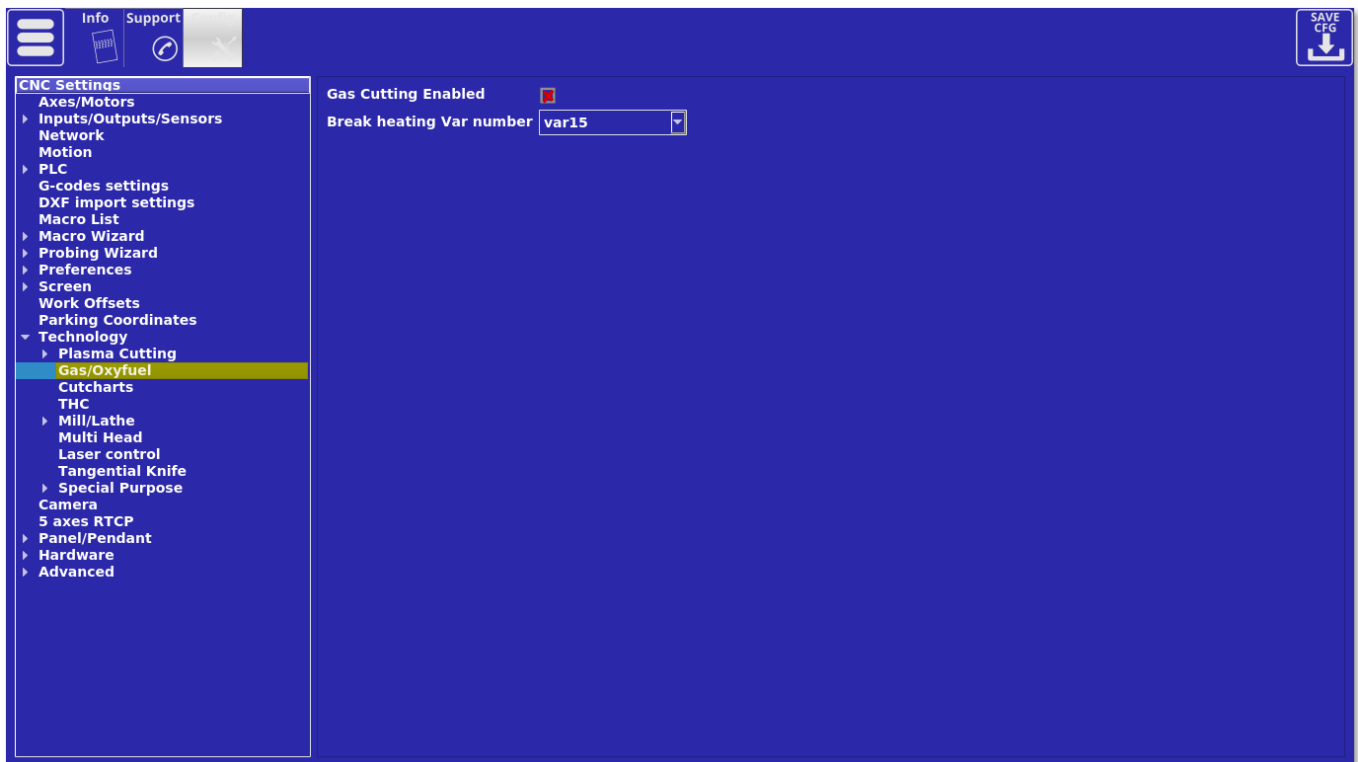 Info
Support
SAVE
CFG
CNC Settings
Axes/Motors
Inputs/Outputs/Sensors
Network
Motion
PLC
G-codes settings
DXF import settings
Macro List
Macro Wizard
Probing Wizard
Preferences
Screen
Work Offsets
Parking Coordinates
Technology
Plasma Cutting
Gas/Oxyfuel
Cutcharts
THC
Mill/Lathe
Multi Head
Laser control
Tangential Knife
Special Purpose
Camera
5 axes RTCP
Panel/Pendant
Hardware
Advanced
Gas Cutting Enabled
Break heating Var number var15